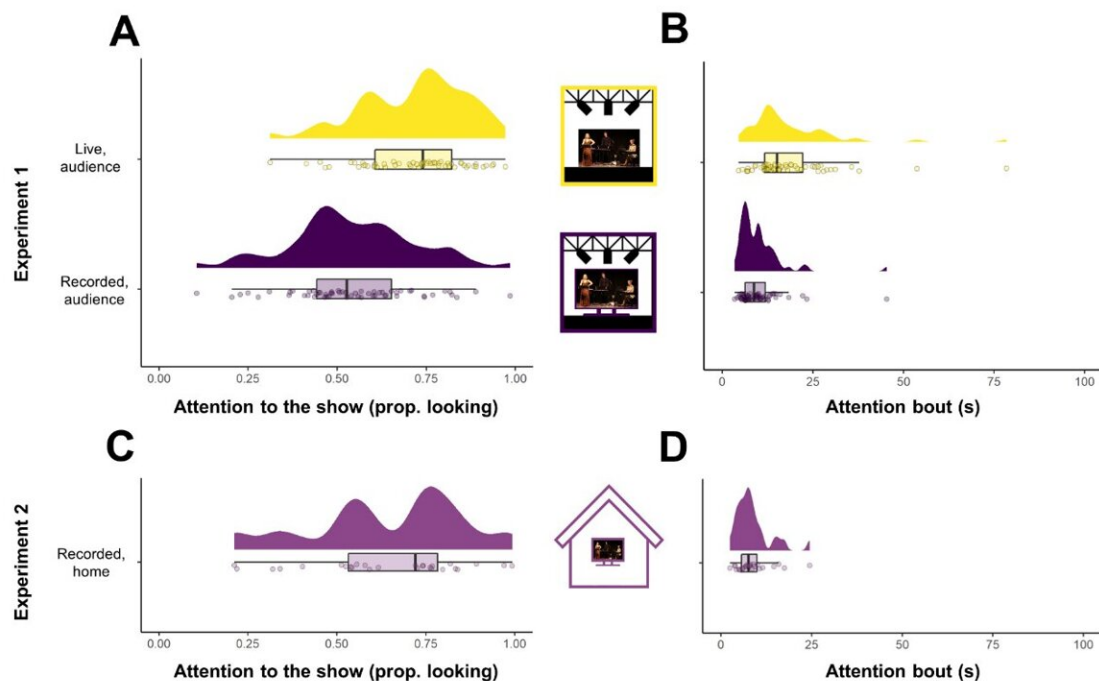 A
B
Experiment 1
Live,
audience
Recorded,
audience
0.00 0.25 0.50 0.75 1.00
Attention to the show (prop. looking)
0 25 50 75 100
Attention bout (s)
C
D
Experiment 2
Recorded,
home
0.00 0.25 0.50 0.75 1.00
Attention to the show (prop. looking)
0 25 50 75 100
Attention bout (s)